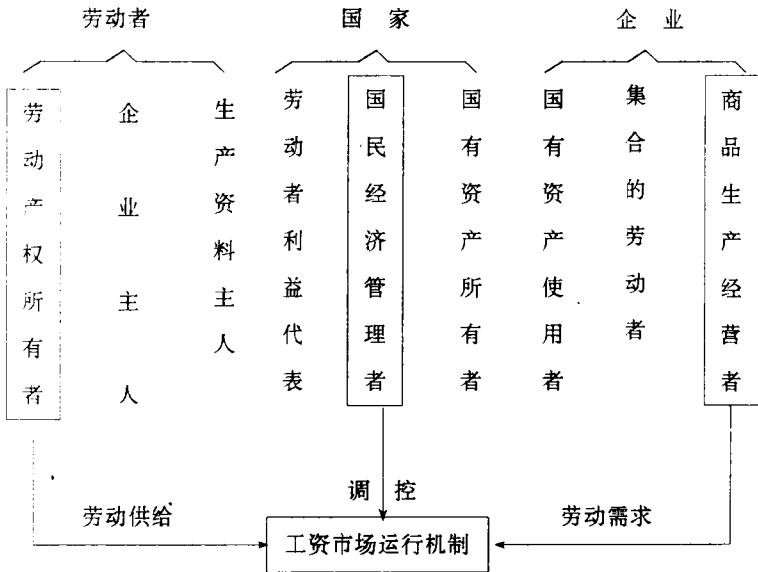 劳动者
国家
企业
劳动产权所有者
企业主人
生产资料主人
劳动者利益代表
国民经济管理者
国有资产所有者
国有资产使用者
集合的劳动者
商品生产经营者
调控
劳动供给
劳动需求
工资市场运行机制